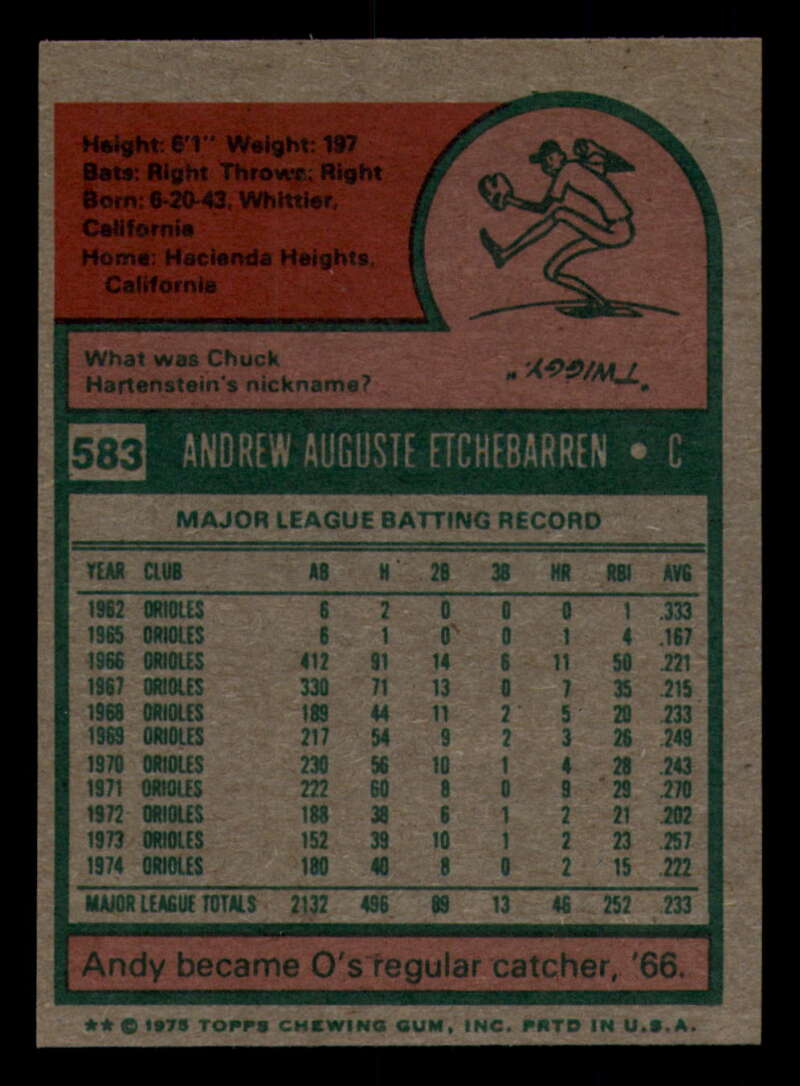 Height: 6'1" Weight: 197
Bats: Right Throws: Right
Born: 6-20-43, Whittier,
California
Home: Hacienda Heights,
California
What was Chuck
Hartenstein's nickname?
"TWIGGY."
583 ANDREW AUGUSTE ETCHEBARREN • C
MAJOR LEAGUE BATTING RECORD
YEAR CLUB AB H 2B 3B HR RBI AVG
1962 ORIOLES 6 2 0 0 0 1 .333
1965 ORIOLES 6 1 0 0 1 4 .167
1966 ORIOLES 412 91 14 6 11 50 .221
1967 ORIOLES 330 71 13 0 7 35 .215
1968 ORIOLES 189 44 11 2 5 20 .233
1969 ORIOLES 217 54 9 2 3 26 .249
1970 ORIOLES 230 56 10 1 4 28 .243
1971 ORIOLES 222 60 8 0 9 29 .270
1972 ORIOLES 188 38 6 1 2 21 .202
1973 ORIOLES 152 39 10 1 2 23 .257
1974 ORIOLES 180 40 8 0 2 15 .222
MAJOR LEAGUE TOTALS 2132 496 89 13 46 252 .233
Andy became O's regular catcher, '66.
** © 1975 TOPPS CHEWING GUM, INC. PRTD IN U.S.A.